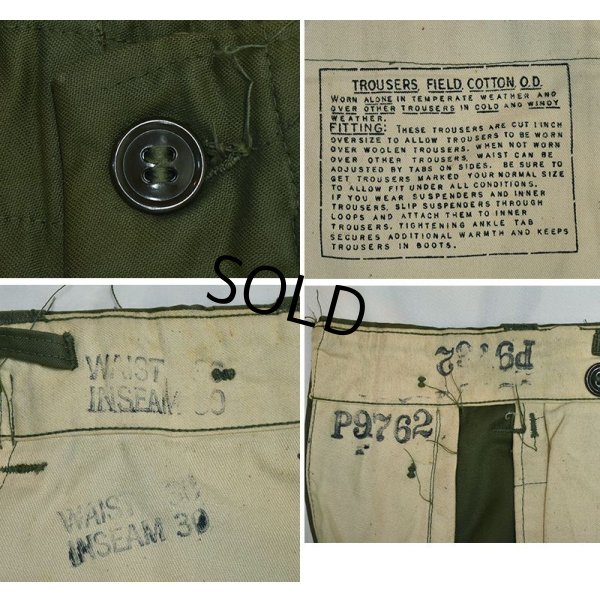 TROUSERS, FIELD, COTTON, O.D.
WORN ALONE IN TEMPERATE WEATHER AND
OVER OTHER TROUSERS IN COLD AND WINDY
WEATHER.
FITTING: THESE TROUSERS ARE CUT 1 INCH
OVERSIZE TO ALLOW TROUSERS TO BE WORN
OVER WOOLEN TROUSERS. WHEN NOT WORN
OVER OTHER TROUSERS, WAIST CAN BE
ADJUSTED BY TABS ON SIDES. BE SURE TO
GET TROUSERS MARKED YOUR NORMAL SIZE
TO ALLOW FIT UNDER ALL CONDITIONS.
IF YOU WEAR SUSPENDERS AND INNER
TROUSERS, SLIP SUSPENDERS THROUGH
LOOPS AND ATTACH THEM TO INNER
TROUSERS. TIGHTENING ANKLE TAB
SECURES ADDITIONAL WARMTH AND KEEPS
TROUSERS IN BOOTS.
SOLD
WAIST
INSEAM 30
WAIST 30
INSEAM 30
P9762
P9762